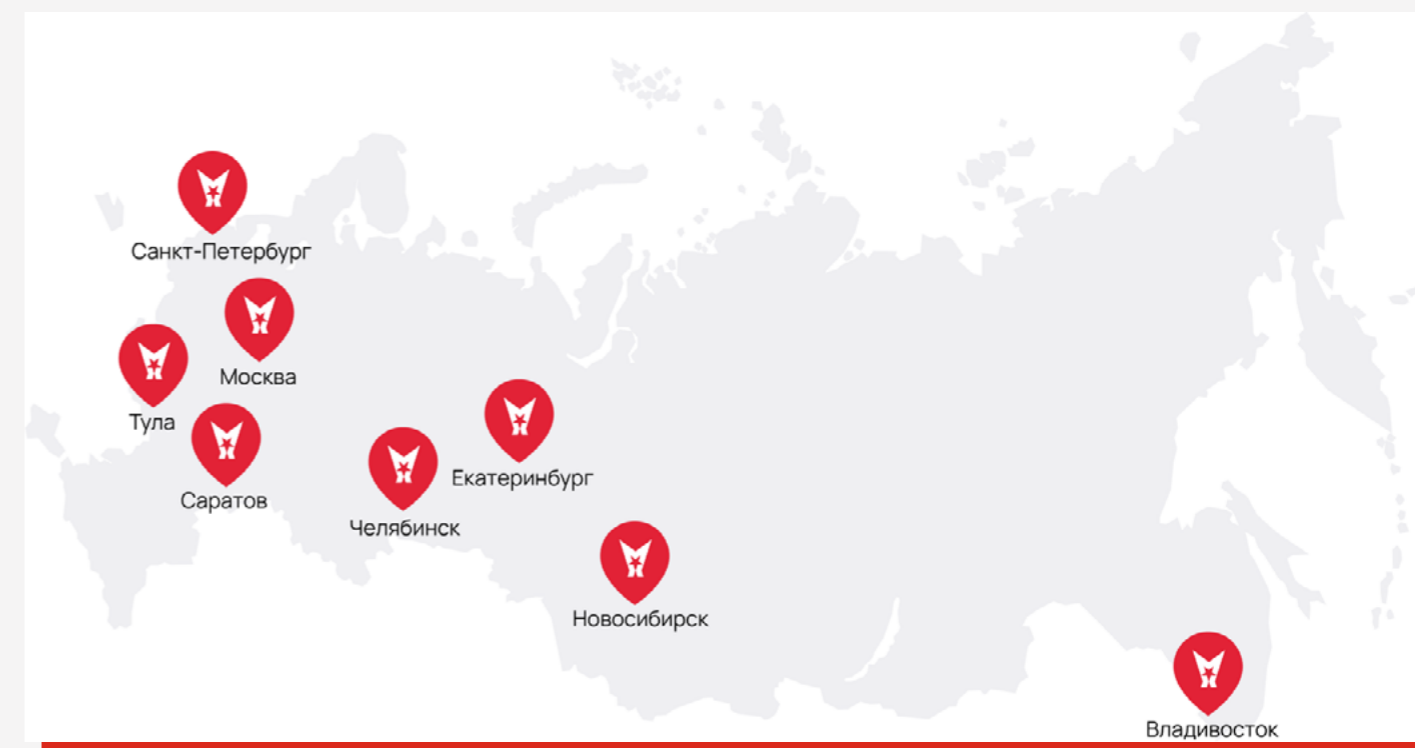 Санкт-Петербург
Москва
Тула
Саратов
Екатеринбург
Челябинск
Новосибирск
Владивосток